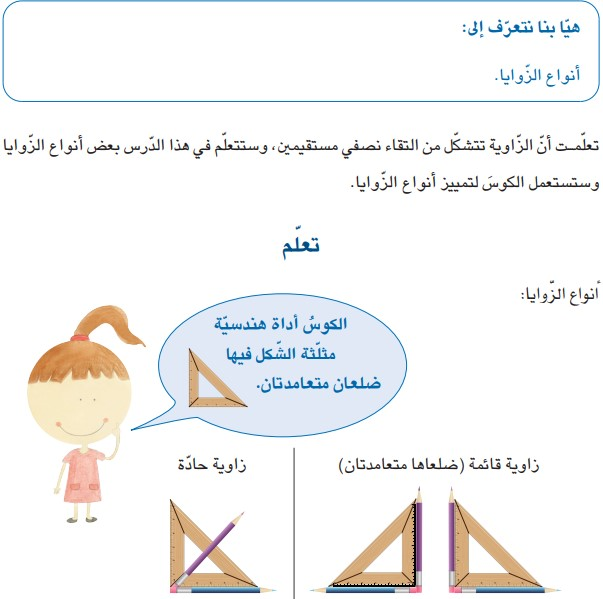 هيّا بنا نتعرّف إلى:
أنواع الزّوايا.
تعلّمـت أنّ الزّاوية تتشكّل من التقاء نصفي مستقيمين، وستتعلّم في هذا الدّرس بعض أنواع الزّوايا
وستستعمل الكوسَ لتمييز أنواع الزّوايا.
تعلّم
أنواع الزّوايا:
الكوسُ أداة هندسيّة
مثلّثة الشّكل فيها
ضلعان متعامدتان.
زاوية قائمة (ضلعاها متعامدتان)
زاوية حادّة